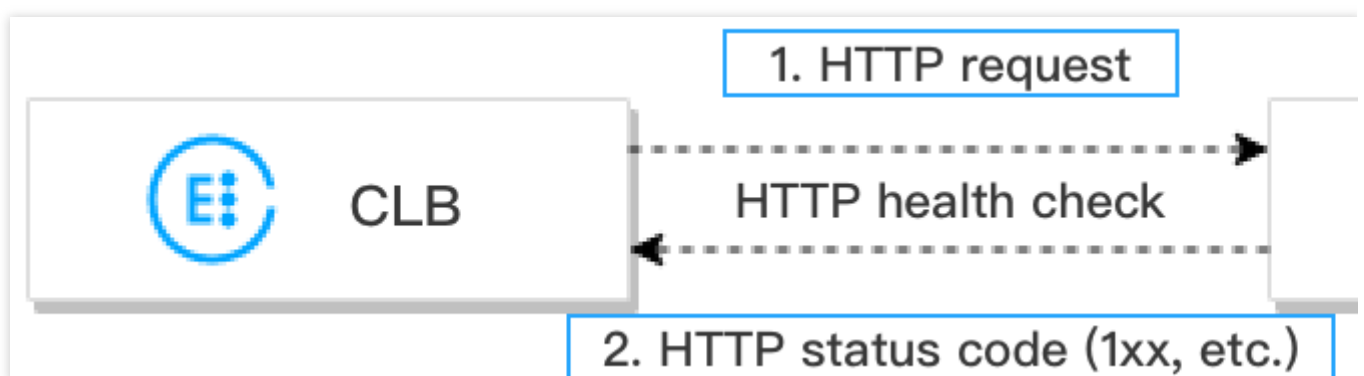 1. HTTP request
CLB
HTTP health check
2. HTTP status code (1xx, etc.)